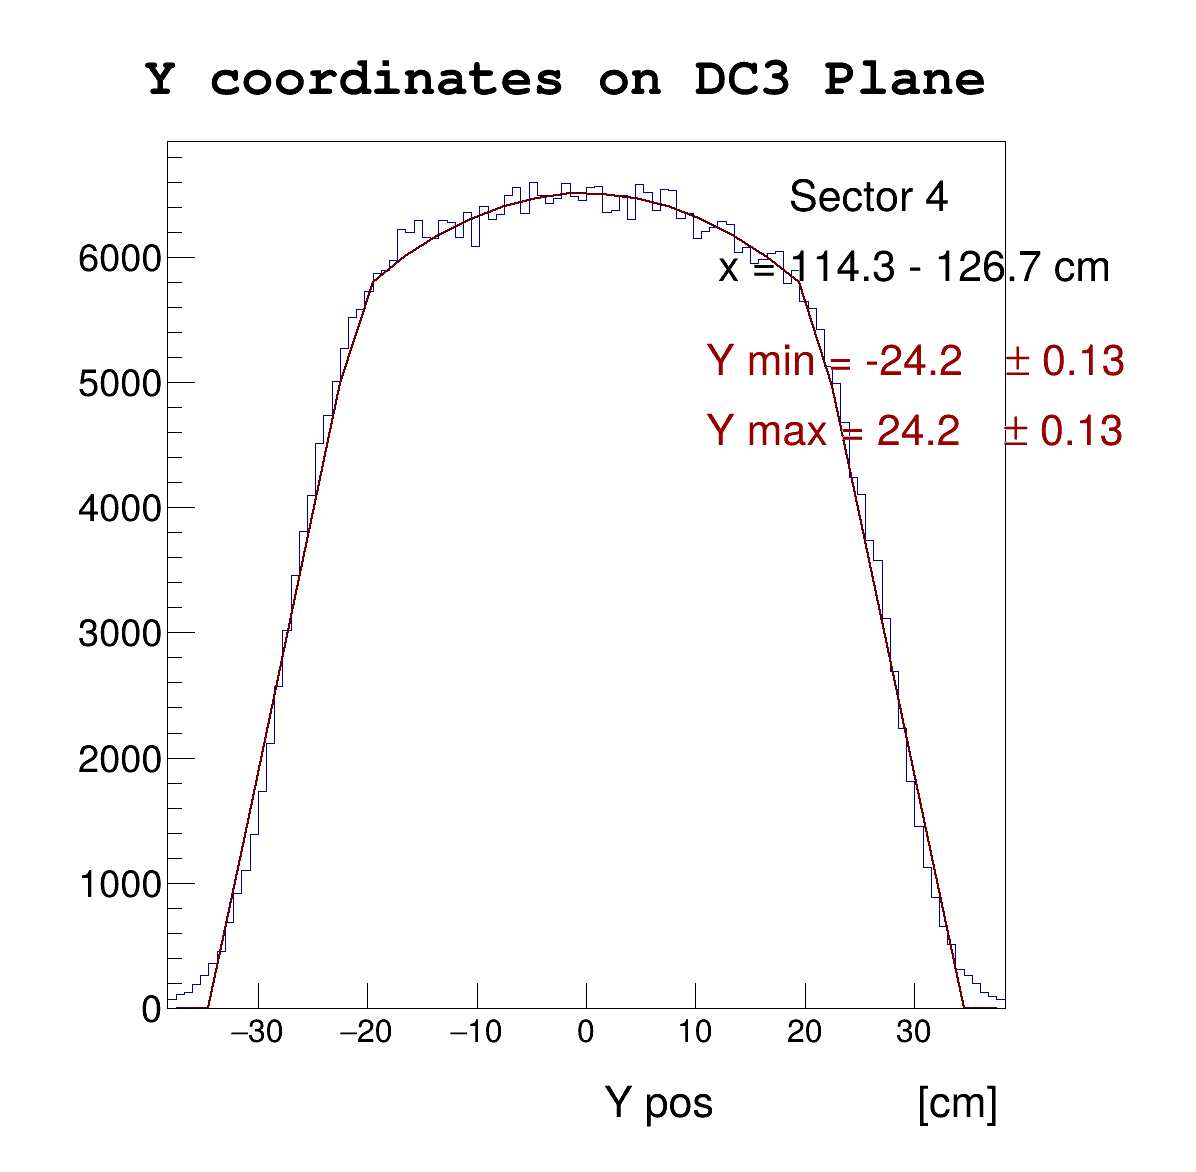 Y coordinates on DC3 Plane
Sector 4
x = 114.3 - 126.7 cm
Y min = -24.2 ± 0.13
Y max = 24.2 ± 0.13
6000
5000
4000
3000
2000
1000
0
−30 −20 −10 0 10 20 30
Y pos [cm]